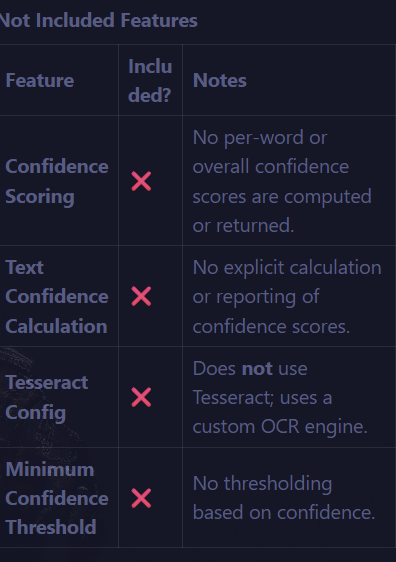 Not Included Features
Feature
Inclu
ded?
Notes
Confidence
Scoring
❌
No per-word or
overall confidence
scores are computed
or returned.
Text
Confidence
Calculation
❌
No explicit calculation
or reporting of
confidence scores.
Tesseract
Config
❌
Does not use
Tesseract; uses a
custom OCR engine.
Minimum
Confidence
Threshold
❌
No thresholding
based on confidence.